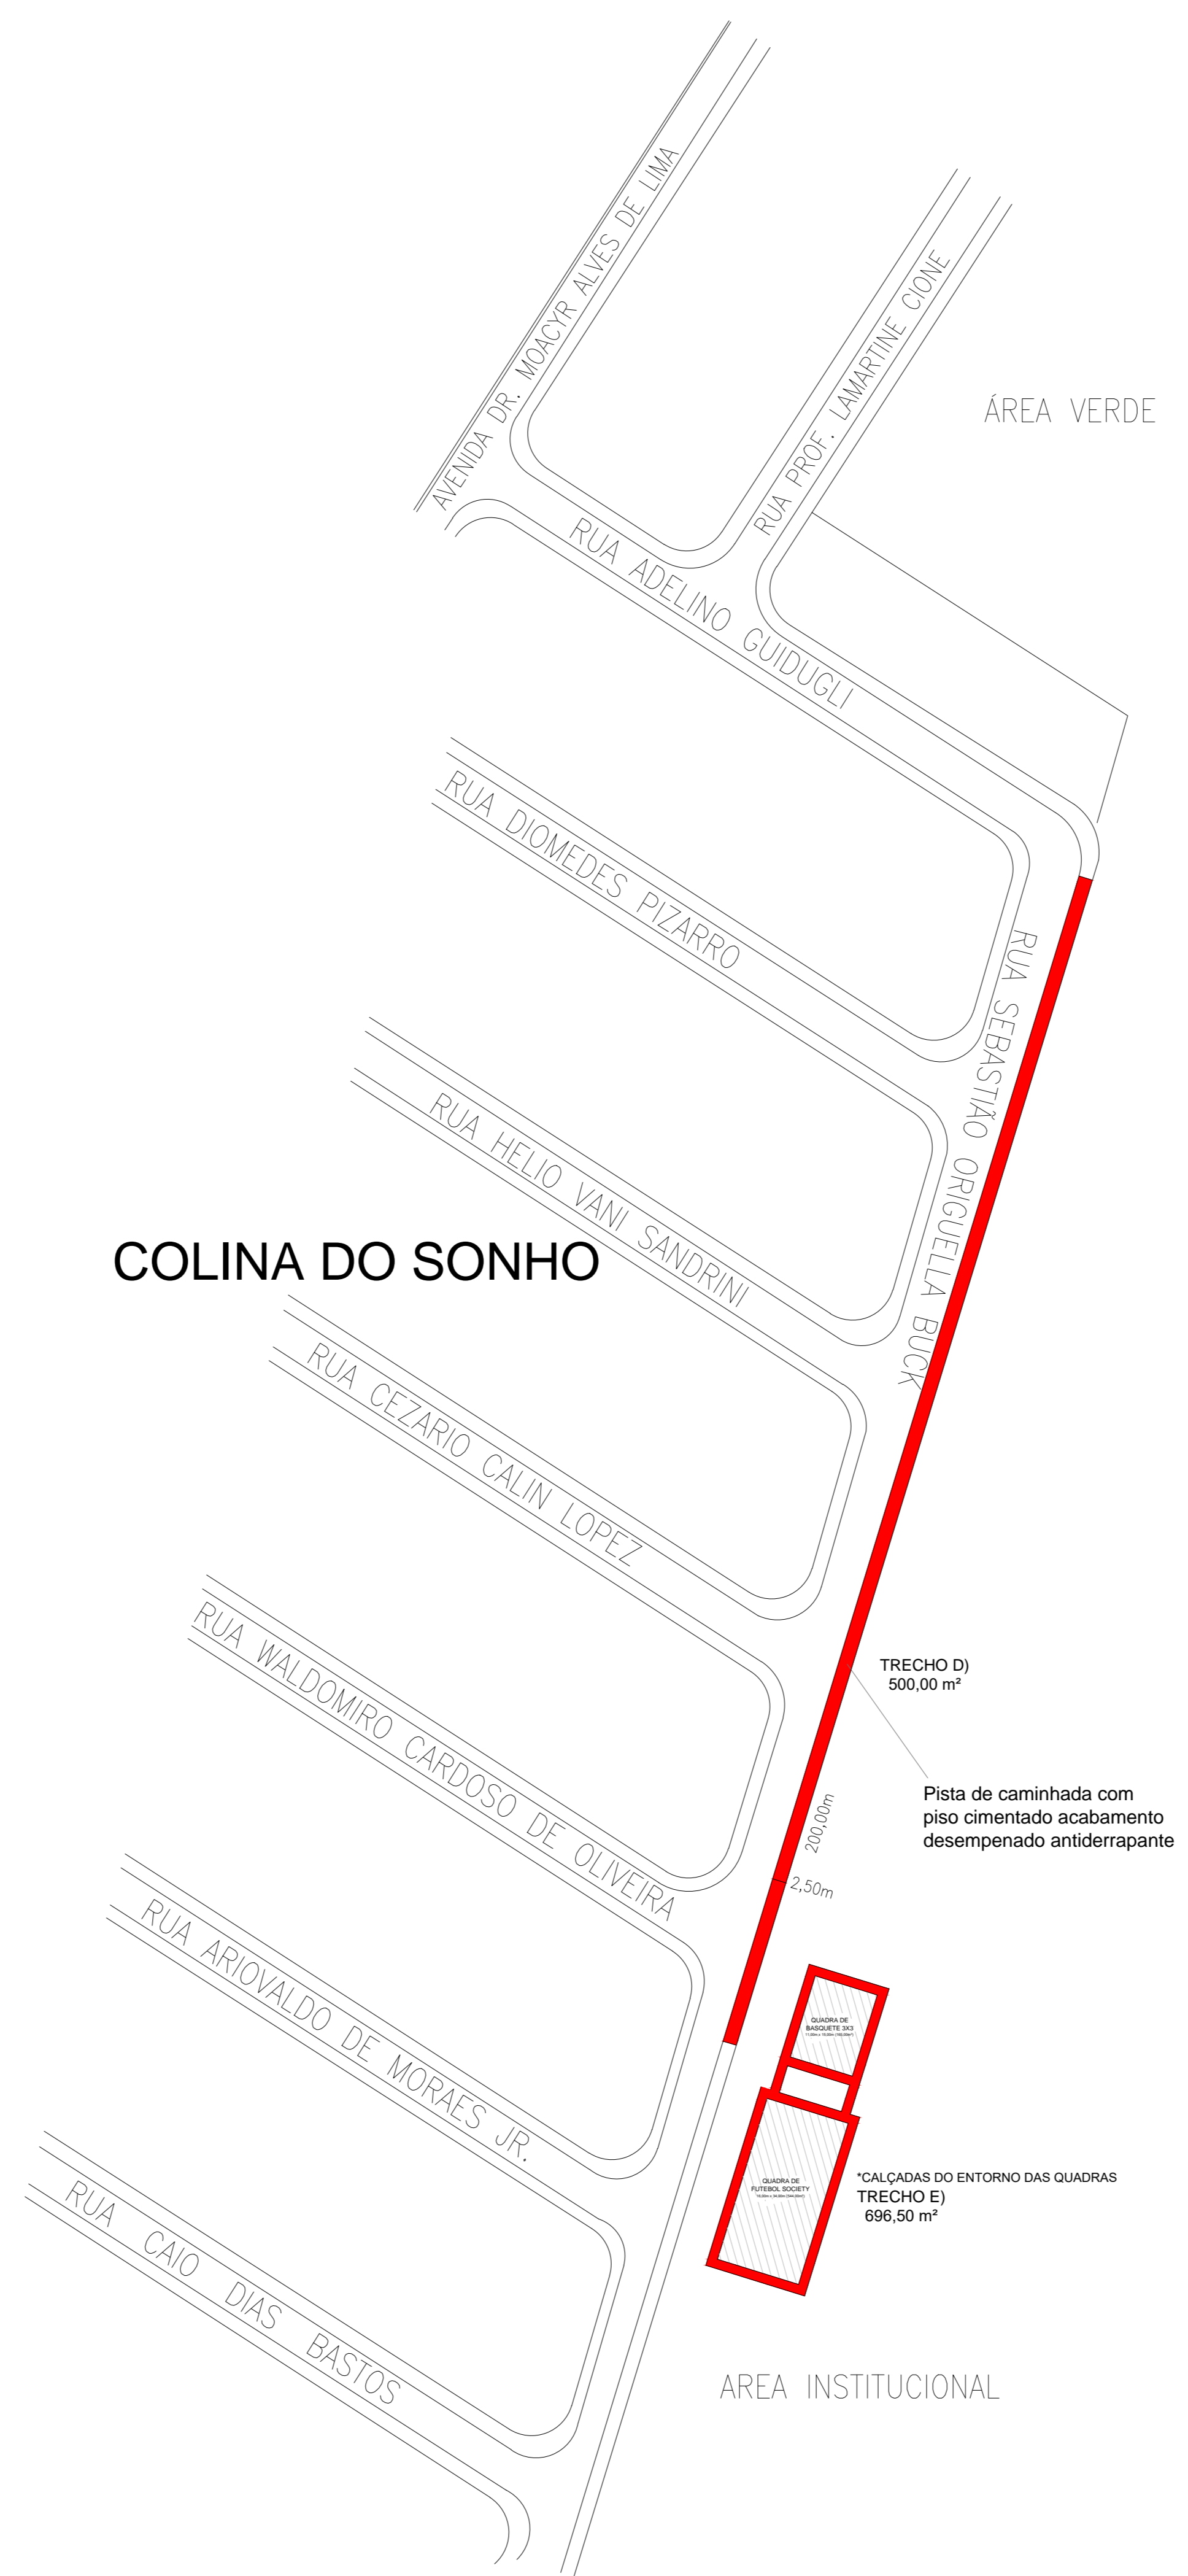 AVENIDA DR. MOACYR ALVES DE LIMA
RUA PROF. LAMARTINE CIONE
ÁREA VERDE
RUA ADELINO GUIDUGLI
RUA DIOMEDES PIZARRO
RUA SEBASTIÃO ORIGUELLA BUCK
RUA HELIO VANI SANDRINI
COLINA DO SONHO
RUA CEZARIO CALIN LOPEZ
RUA WALDOMIRO CARDOSO DE OLIVEIRA
TRECHO D)
500,00 m²
Pista de caminhada com
piso cimentado acabamento
desempenado antiderrapante
200,00m
2,50m
RUA ARIOVALDO DE MORAES JR.
QUADRA DE
BASQUETE 3X3
QUADRA DE
FUTEBOL SOCIETY
*CALÇADAS DO ENTORNO DAS QUADRAS
TRECHO E)
696,50 m²
RUA CAIO DIAS BASTOS
AREA INSTITUCIONAL